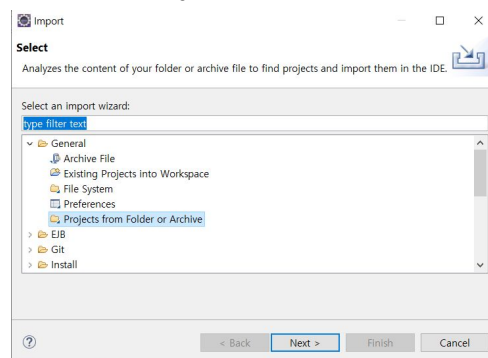 Import
Select
Analyzes the content of your folder or archive file to find projects and import them in the IDE.
Select an import wizard:
type filter text
General
Archive File
Existing Projects into Workspace
File System
Preferences
Projects from Folder or Archive
EJB
Git
Install
< Back Next > Finish Cancel